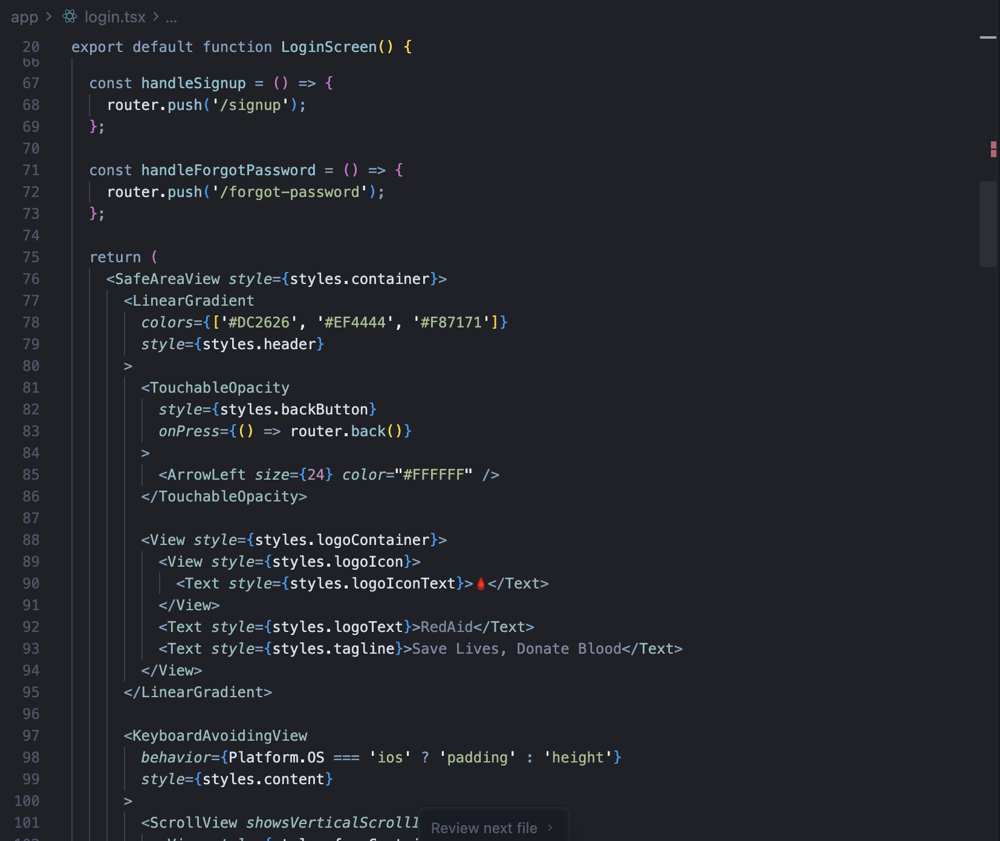 app > login.tsx > ...
20 export default function LoginScreen() {
66
67 const handleSignup = () => {
68 router.push('/signup');
69 };
70
71 const handleForgotPassword = () => {
72 router.push('/forgot-password');
73 };
74
75 return (
76 <SafeAreaView style={styles.container}>
77 <LinearGradient
78 colors={['#DC2626', '#EF4444', '#F87171']}
79 style={styles.header}
80 >
81 <TouchableOpacity
82 style={styles.backButton}
83 onPress={() => router.back()}
84 >
85 <ArrowLeft size={24} color="#FFFFFF" />
86 </TouchableOpacity>
87
88 <View style={styles.logoContainer}>
89 <View style={styles.logoIcon}>
90 <Text style={styles.logoIconText}>🩸</Text>
91 </View>
92 <Text style={styles.logoText}>RedAid</Text>
93 <Text style={styles.tagline}>Save Lives, Donate Blood</Text>
94 </View>
95 </LinearGradient>
96
97 <KeyboardAvoidingView
98 behavior={Platform.OS === 'ios' ? 'padding' : 'height'}
99 style={styles.content}
100 >
101 <ScrollView showsVerticalScroll
Review next file >